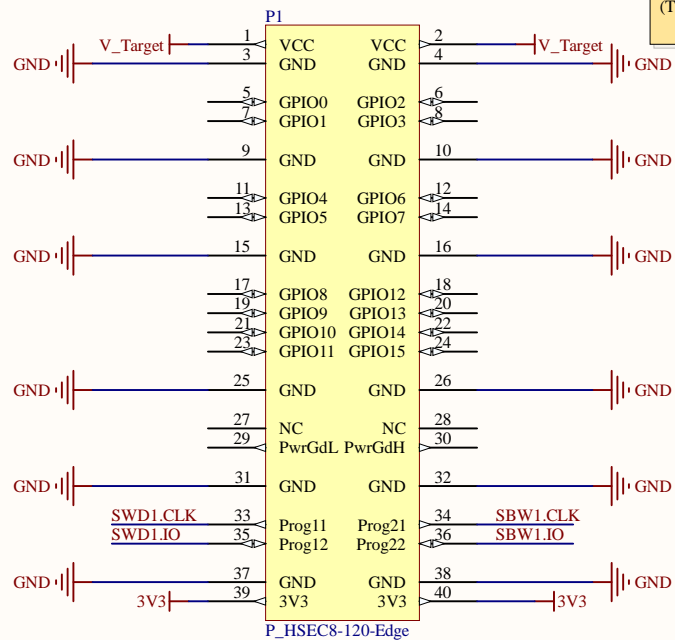 (T
P1
V_Target 1 VCC VCC 2 V_Target
GND 3 GND GND 4 GND
5 GPIO0 GPIO2 6
7 GPIO1 GPIO3 8
GND 9 GND GND 10 GND
11 GPIO4 GPIO6 12
13 GPIO5 GPIO7 14
GND 15 GND GND 16 GND
17 GPIO8 GPIO12 18
19 GPIO9 GPIO13 20
21 GPIO10 GPIO14 22
23 GPIO11 GPIO15 24
GND 25 GND GND 26 GND
27 NC NC 28
29 PwrGdL PwrGdH 30
GND 31 GND GND 32 GND
SWD1.CLK 33 Prog11 Prog21 34 SBW1.CLK
SWD1.IO 35 Prog12 Prog22 36 SBW1.IO
GND 37 GND GND 38 GND
3V3 39 3V3 3V3 40 3V3
P_HSEC8-120-Edge